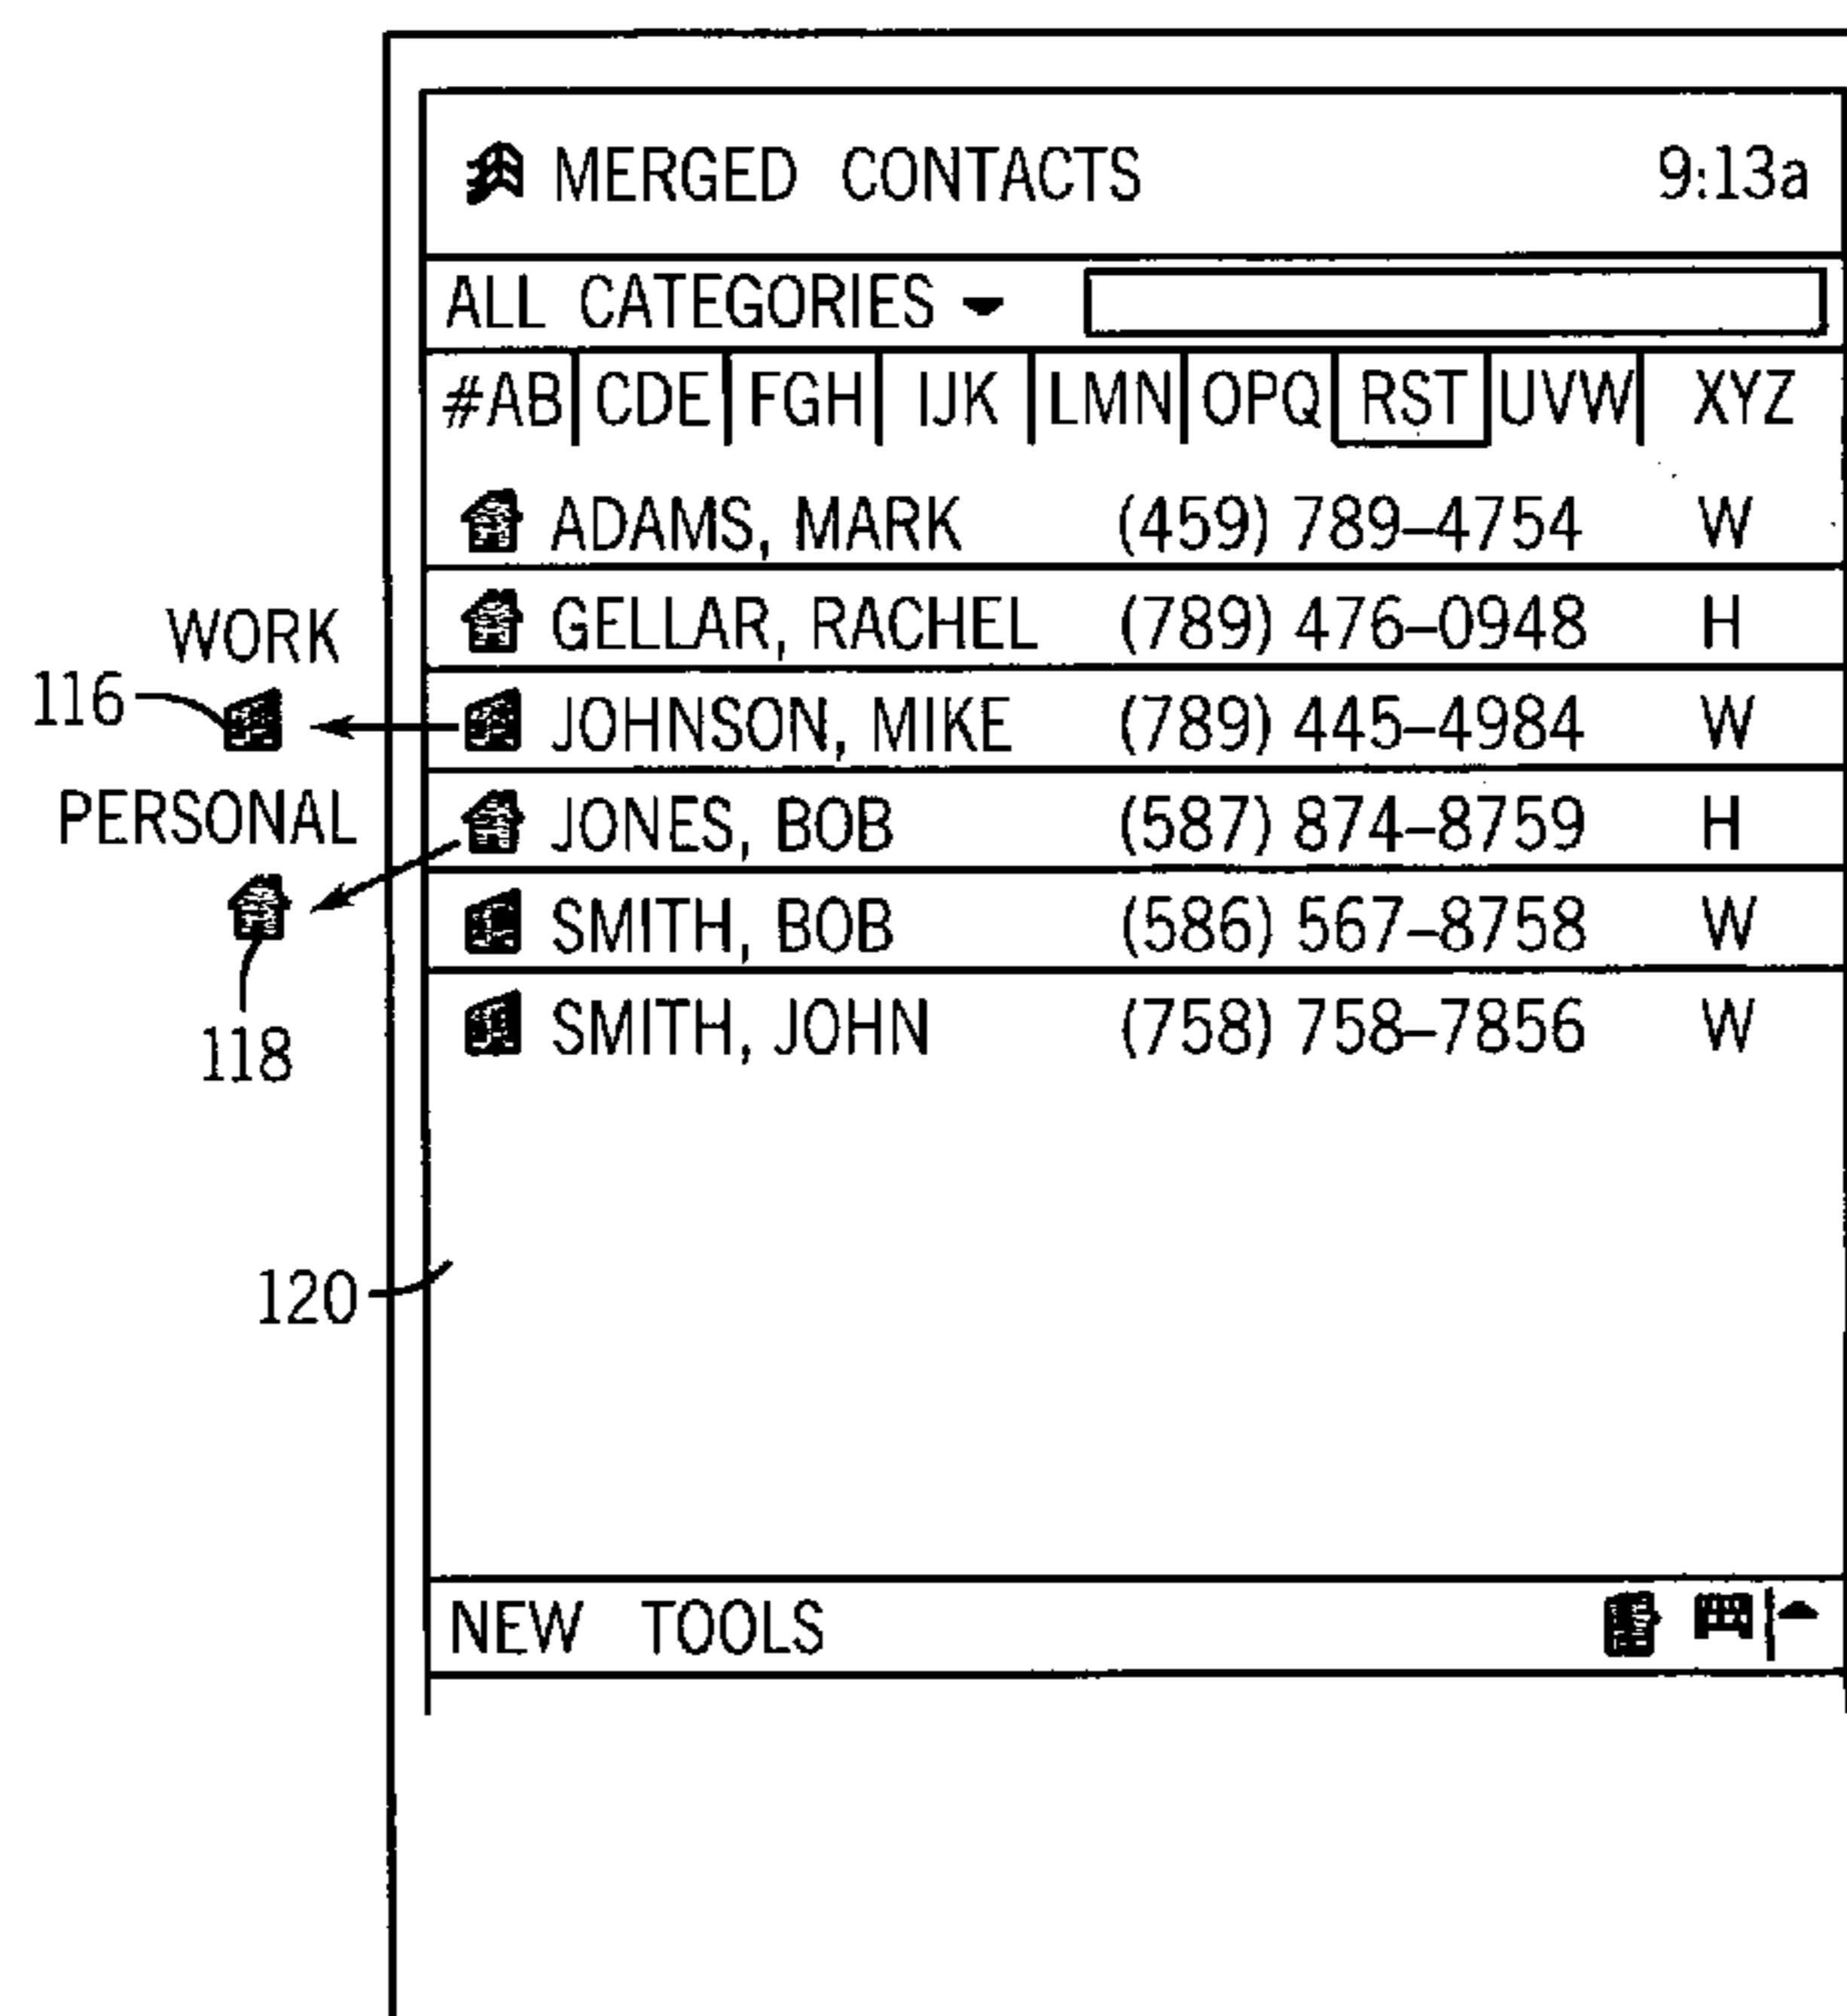 MERGED CONTACTS 9:13a
ALL CATEGORIES
#AB CDE FGH IJK LMN OPQ RST UVW XYZ
ADAMS, MARK (459) 789–4754 W
GELLAR, RACHEL (789) 476–0948 H
WORK
116
JOHNSON, MIKE (789) 445–4984 W
PERSONAL
JONES, BOB (587) 874–8759 H
SMITH, BOB (586) 567–8758 W
118
SMITH, JOHN (758) 758–7856 W
120
NEW TOOLS